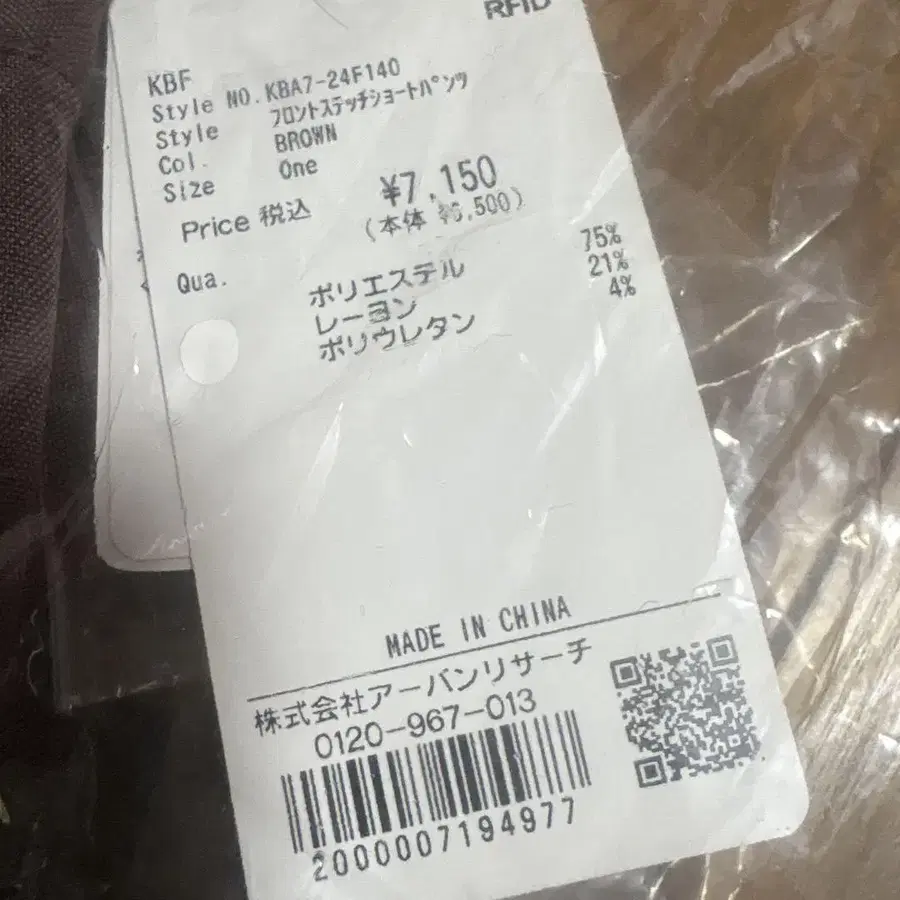 RFID
KBF
Style NO. KBA7-24F140
Style フロントステッチショートパンツ
Col. BROWN
Size One
Price 税込 ¥7,150
(本体 ¥6,500)
Qua. ポリエステル 75%
レーヨン 21%
ポリウレタン 4%
MADE IN CHINA
株式会社アーバンリサーチ
0120-967-013
2000007194977